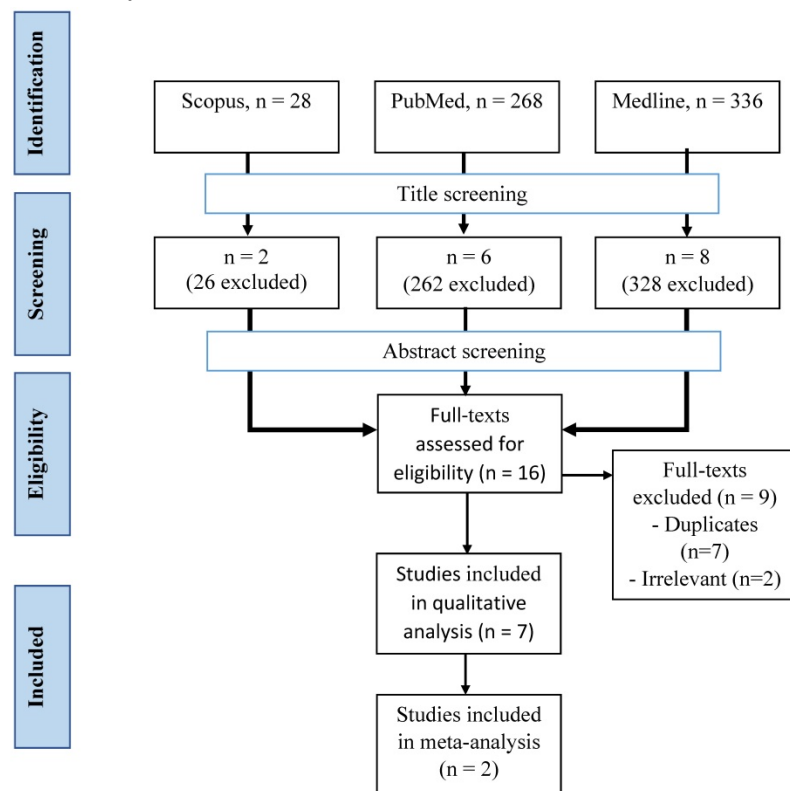 Identification
Scopus, n = 28
PubMed, n = 268
Medline, n = 336
Title screening
Screening
n = 2
(26 excluded)
n = 6
(262 excluded)
n = 8
(328 excluded)
Abstract screening
Eligibility
Full-texts
assessed for
eligibility (n = 16)
Full-texts
excluded (n = 9)
- Duplicates
(n=7)
- Irrelevant (n=2)
Studies included
in qualitative
analysis (n = 7)
Included
Studies included
in meta-analysis
(n = 2)